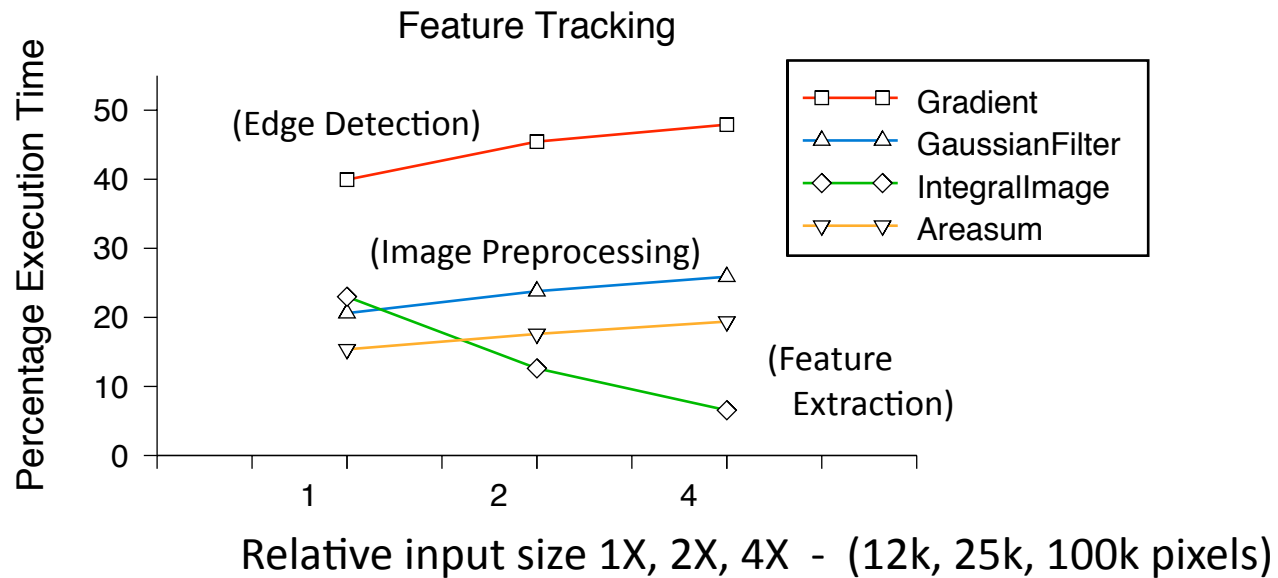 Feature Tracking
Percentage Execution Time
50
40
30
20
10
0
(Edge Detection)
(Image Preprocessing)
(Feature
Extraction)
Gradient
GaussianFilter
IntegralImage
Areasum
1 2 4
Relative input size 1X, 2X, 4X - (12k, 25k, 100k pixels)